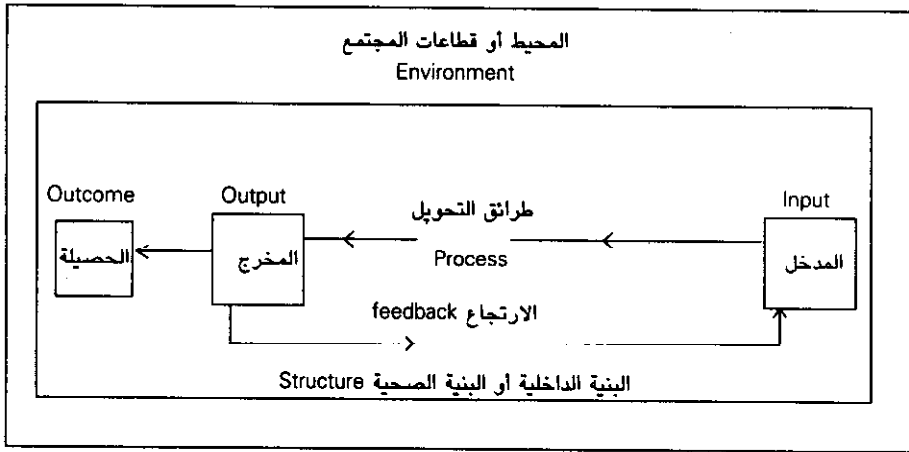 المحيط أو قطاعات المجتمع
Environment
Input
طرائق التحويل
Output
Outcome
المدخل
Process
المخرج
الحصيلة
الارتجاع feedback
البنية الداخلية أو البنية الصحية Structure